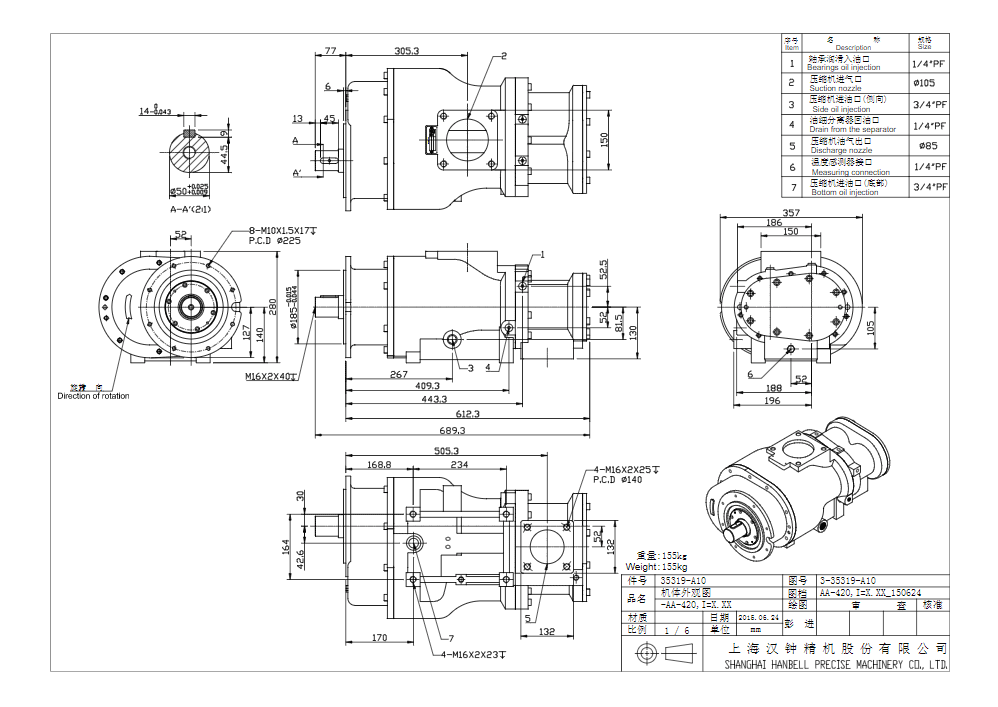 序号 名 称 规格
Item Description Size
1 轴承润滑入油口 1/4"PF
Bearings oil injection
2 压缩机进气口 Ø105
Suction nozzle
3 压缩机进油口(侧向) 3/4"PF
Side oil injection
4 油细分离器回油口 1/4"PF
Drain from the separator
5 压缩机油气出口 Ø85
Discharge nozzle
6 温度感测器接口 1/4"PF
Measuring connection
7 压缩机进油口(底部) 3/4"PF
Bottom oil injection
77 305.3
2
6
13 45
A
A'
150
14-0.043
0
9
44.5
Ø50+0.025
+0.009
A-A'(2:1)
52
8-M10X1.5X17↧
P.C.D Ø225
280
127
140
旋转方向
Direction of rotation
Ø185-0.015
-0.044
M16X2X40↧
1
52.5
52
81.5
130
3
4
267
409.3
443.3
612.3
689.3
357
186
150
105
6
52
188
196
505.3
168.8 234
4-M16X2X25↧
P.C.D Ø140
30
164
42.6
52
132
5
132
170
7
4-M16X2X23↧
重量:155kg
Weight:155kg
件号 35319-A10 图号 3-35319-A10
品名 机体外观图 图档 AA-420,I=X.XX_150624
-AA-420,I=X.XX 绘图 审 查 核准
材质 日期 2015.06.24 彭 进
比例 1 / 6 单位 mm
上海汉钟精机股份有限公司
SHANGHAI HANBELL PRECISE MACHINERY CO., LTD.